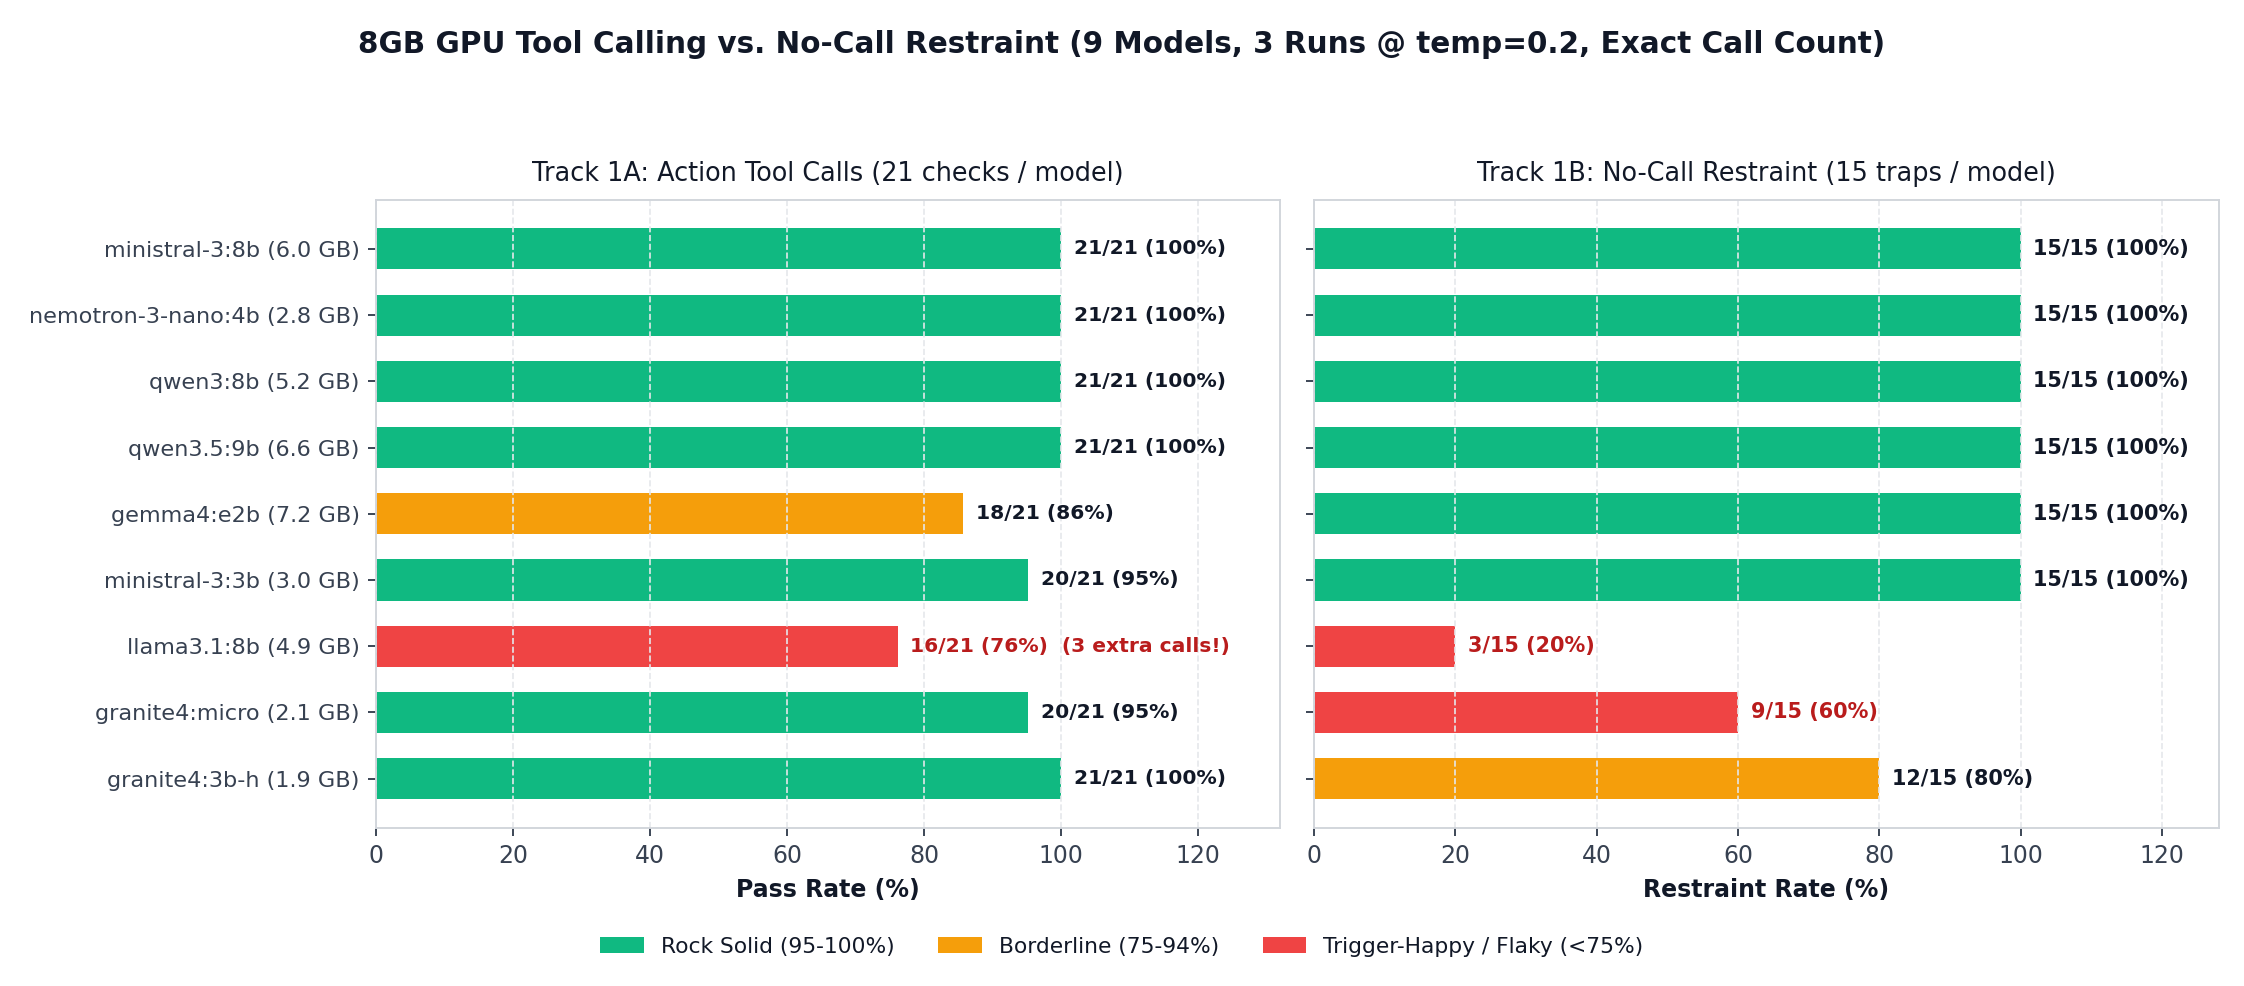 8GB GPU Tool Calling vs. No-Call Restraint (9 Models, 3 Runs @ temp=0.2, Exact Call Count)
Track 1A: Action Tool Calls (21 checks / model)
ministral-3:8b (6.0 GB)
21/21 (100%)
nemotron-3-nano:4b (2.8 GB)
21/21 (100%)
qwen3:8b (5.2 GB)
21/21 (100%)
qwen3.5:9b (6.6 GB)
21/21 (100%)
gemma4:e2b (7.2 GB)
18/21 (86%)
ministral-3:3b (3.0 GB)
20/21 (95%)
llama3.1:8b (4.9 GB)
16/21 (76%)  (3 extra calls!)
granite4:micro (2.1 GB)
20/21 (95%)
granite4:3b-h (1.9 GB)
21/21 (100%)
0 20 40 60 80 100 120
Pass Rate (%)
Track 1B: No-Call Restraint (15 traps / model)
15/15 (100%)
15/15 (100%)
15/15 (100%)
15/15 (100%)
15/15 (100%)
15/15 (100%)
3/15 (20%)
9/15 (60%)
12/15 (80%)
0 20 40 60 80 100 120
Restraint Rate (%)
Rock Solid (95-100%)
Borderline (75-94%)
Trigger-Happy / Flaky (<75%)